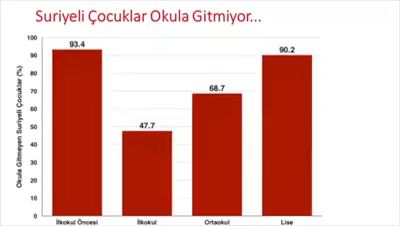 Suriyeli Çocuklar Okula Gitmiyor...
Okula Gitmeyen Suriyeli Çocuklar (%)
100
90
80
70
60
50
40
30
20
10
0
93.4
47.7
68.7
90.2
İlkokul Öncesi
İlkokul
Ortaokul
Lise